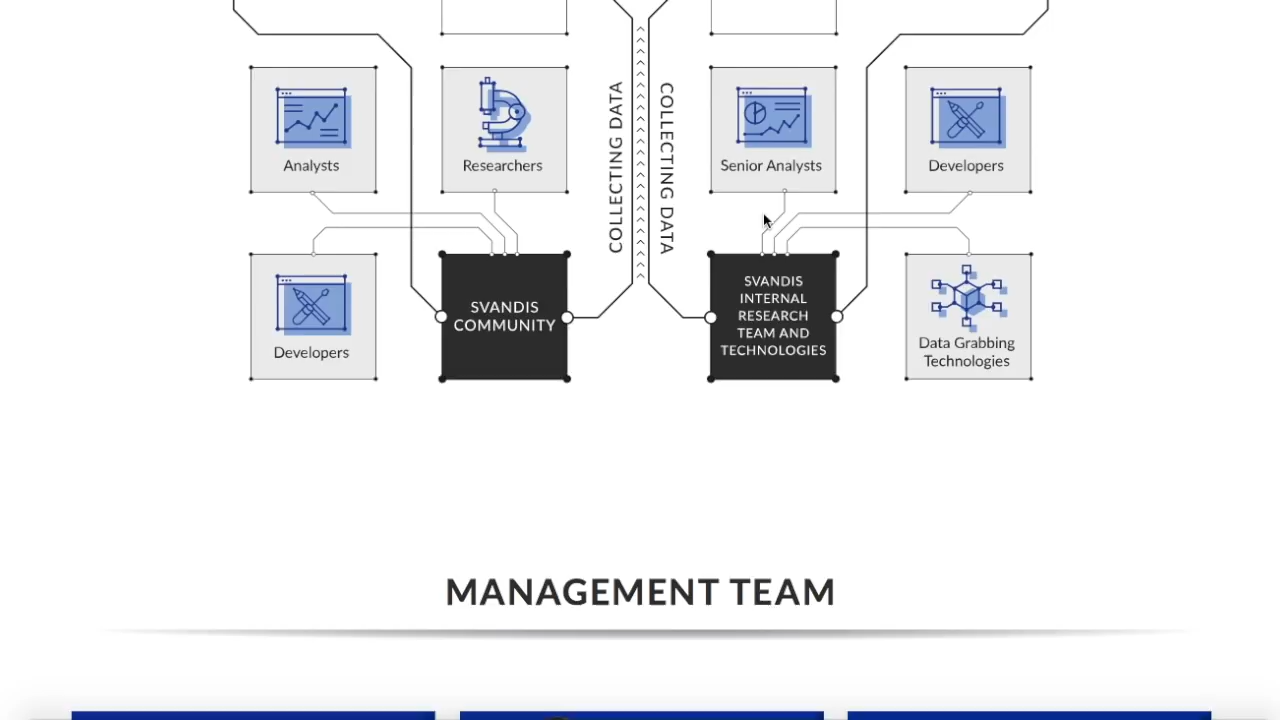 Analysts
Researchers
COLLECTING DATA
COLLECTING DATA
Senior Analysts
Developers
Developers
SVANDIS
COMMUNITY
SVANDIS
INTERNAL
RESEARCH
TEAM AND
TECHNOLOGIES
Data Grabbing
Technologies
MANAGEMENT TEAM